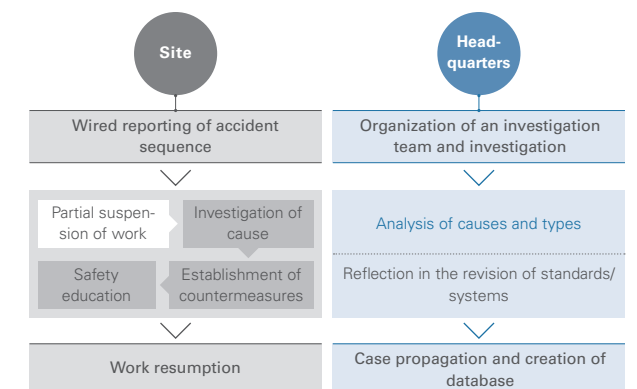 Site
Wired reporting of accident
sequence
Partial suspen-
sion of work
Investigation of
cause
Safety
education
Establishment of
countermeasures
Work resumption
Head-
quarters
Organization of an investigation
team and investigation
Analysis of causes and types
Reflection in the revision of standards/
systems
Case propagation and creation of
database